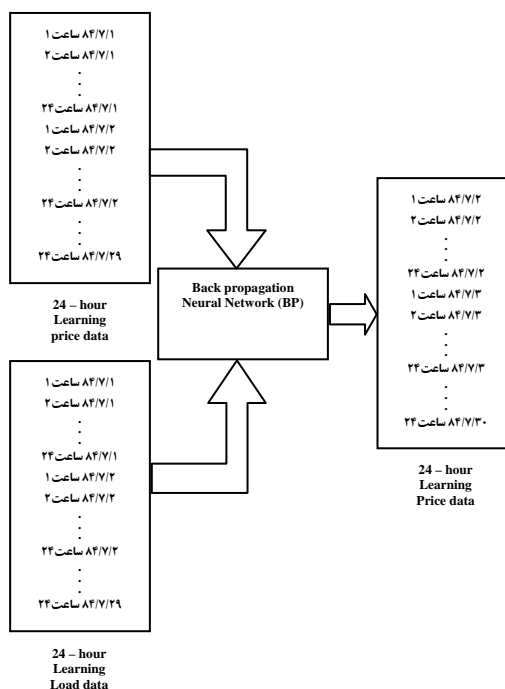 ۸۴/۷/۱ ساعت ۱
۸۴/۷/۱ ساعت ۲
.
.
.
۸۴/۷/۱ ساعت ۲۴
۸۴/۷/۲ ساعت ۱
۸۴/۷/۲ ساعت ۲
.
.
.
۸۴/۷/۲ ساعت ۲۴
.
.
.
۸۴/۷/۲۹ ساعت ۲۴
24 – hour
Learning
price data
Back propagation
Neural Network (BP)
۸۴/۷/۱ ساعت ۱
۸۴/۷/۱ ساعت ۲
.
.
.
۸۴/۷/۱ ساعت ۲۴
۸۴/۷/۲ ساعت ۱
۸۴/۷/۲ ساعت ۲
.
.
.
۸۴/۷/۲ ساعت ۲۴
.
.
.
۸۴/۷/۲۹ ساعت ۲۴
24 – hour
Learning
Load data
۸۴/۷/۲ ساعت ۱
۸۴/۷/۲ ساعت ۲
.
.
.
۸۴/۷/۲ ساعت ۲۴
۸۴/۷/۳ ساعت ۱
۸۴/۷/۳ ساعت ۲
.
.
.
۸۴/۷/۳ ساعت ۲۴
.
.
.
۸۴/۷/۳۰ ساعت ۲۴
24 – hour
Learning
Price data